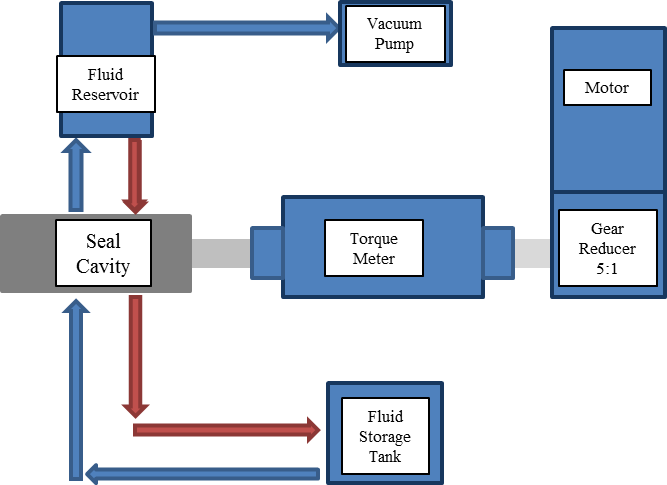 Vacuum
Pump
Fluid
Reservoir
Motor
Seal
Cavity
Torque
Meter
Gear
Reducer
5:1
Fluid
Storage
Tank